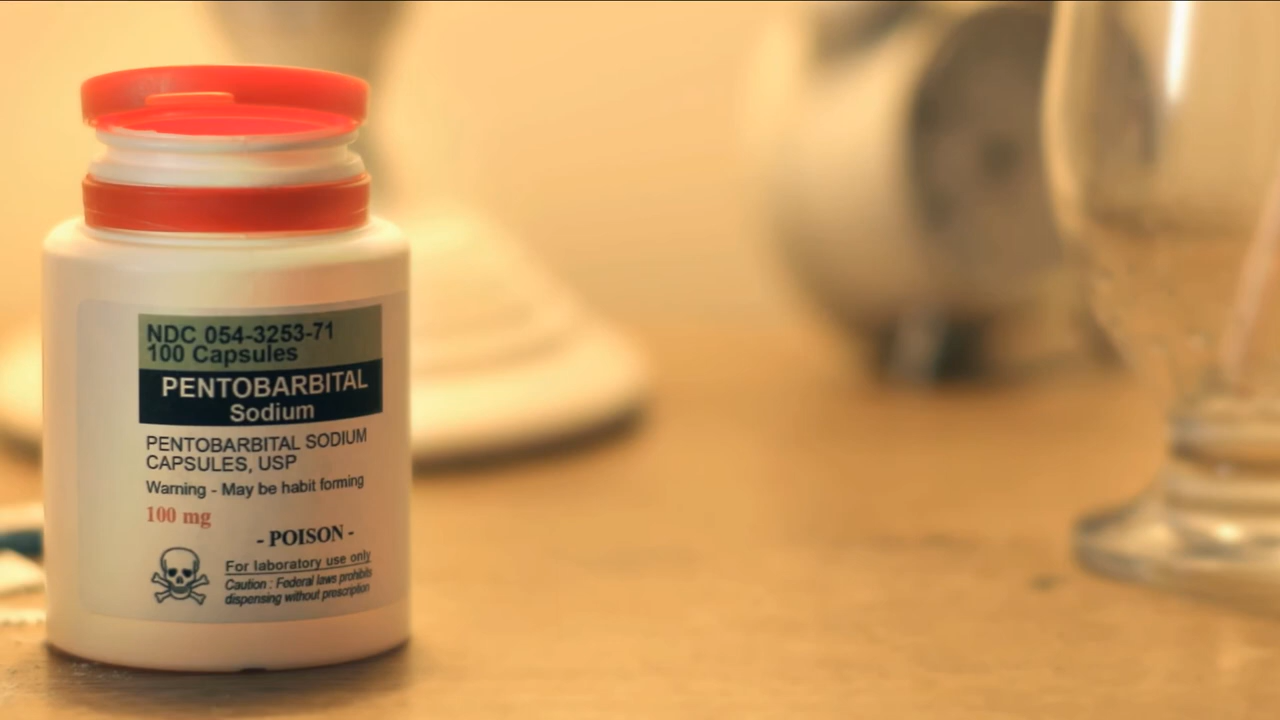 NDC 054-3253-71
100 Capsules
PENTOBARBITAL
Sodium
PENTOBARBITAL SODIUM
CAPSULES, USP
Warning - May be habit forming
100 mg
- POISON -
For laboratory use only
Caution : Federal laws prohibits
dispensing without prescription